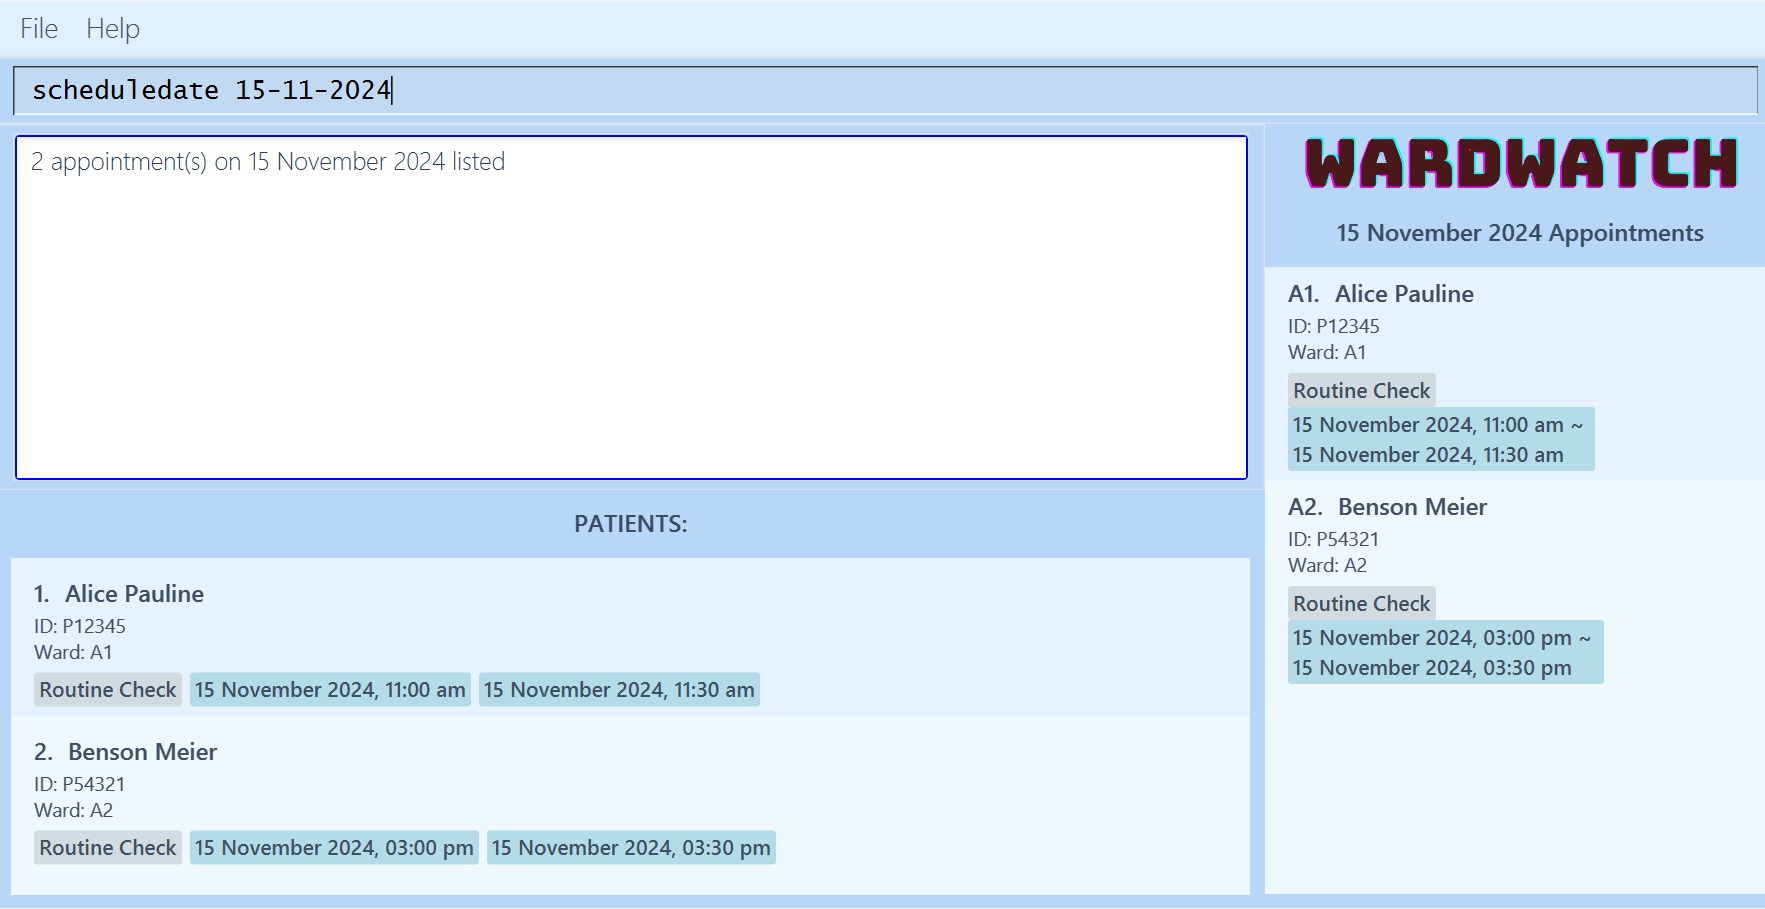 File Help
scheduledate 15-11-2024
2 appointment(s) on 15 November 2024 listed
PATIENTS:
1. Alice Pauline
ID: P12345
Ward: A1
Routine Check 15 November 2024, 11:00 am 15 November 2024, 11:30 am
2. Benson Meier
ID: P54321
Ward: A2
Routine Check 15 November 2024, 03:00 pm 15 November 2024, 03:30 pm
WARDWATCH
15 November 2024 Appointments
A1. Alice Pauline
ID: P12345
Ward: A1
Routine Check
15 November 2024, 11:00 am ~
15 November 2024, 11:30 am
A2. Benson Meier
ID: P54321
Ward: A2
Routine Check
15 November 2024, 03:00 pm ~
15 November 2024, 03:30 pm